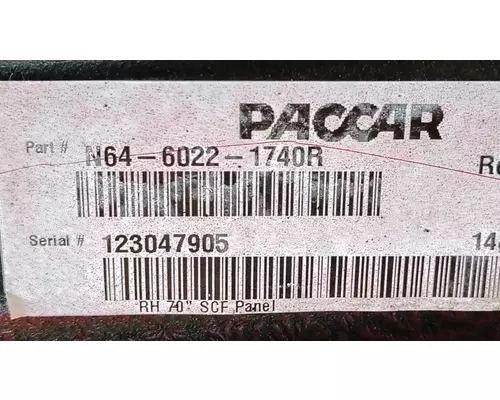 PACCAR
Part # N64-6022-1740R
Serial # 123047905
RH 70" SCF Panel